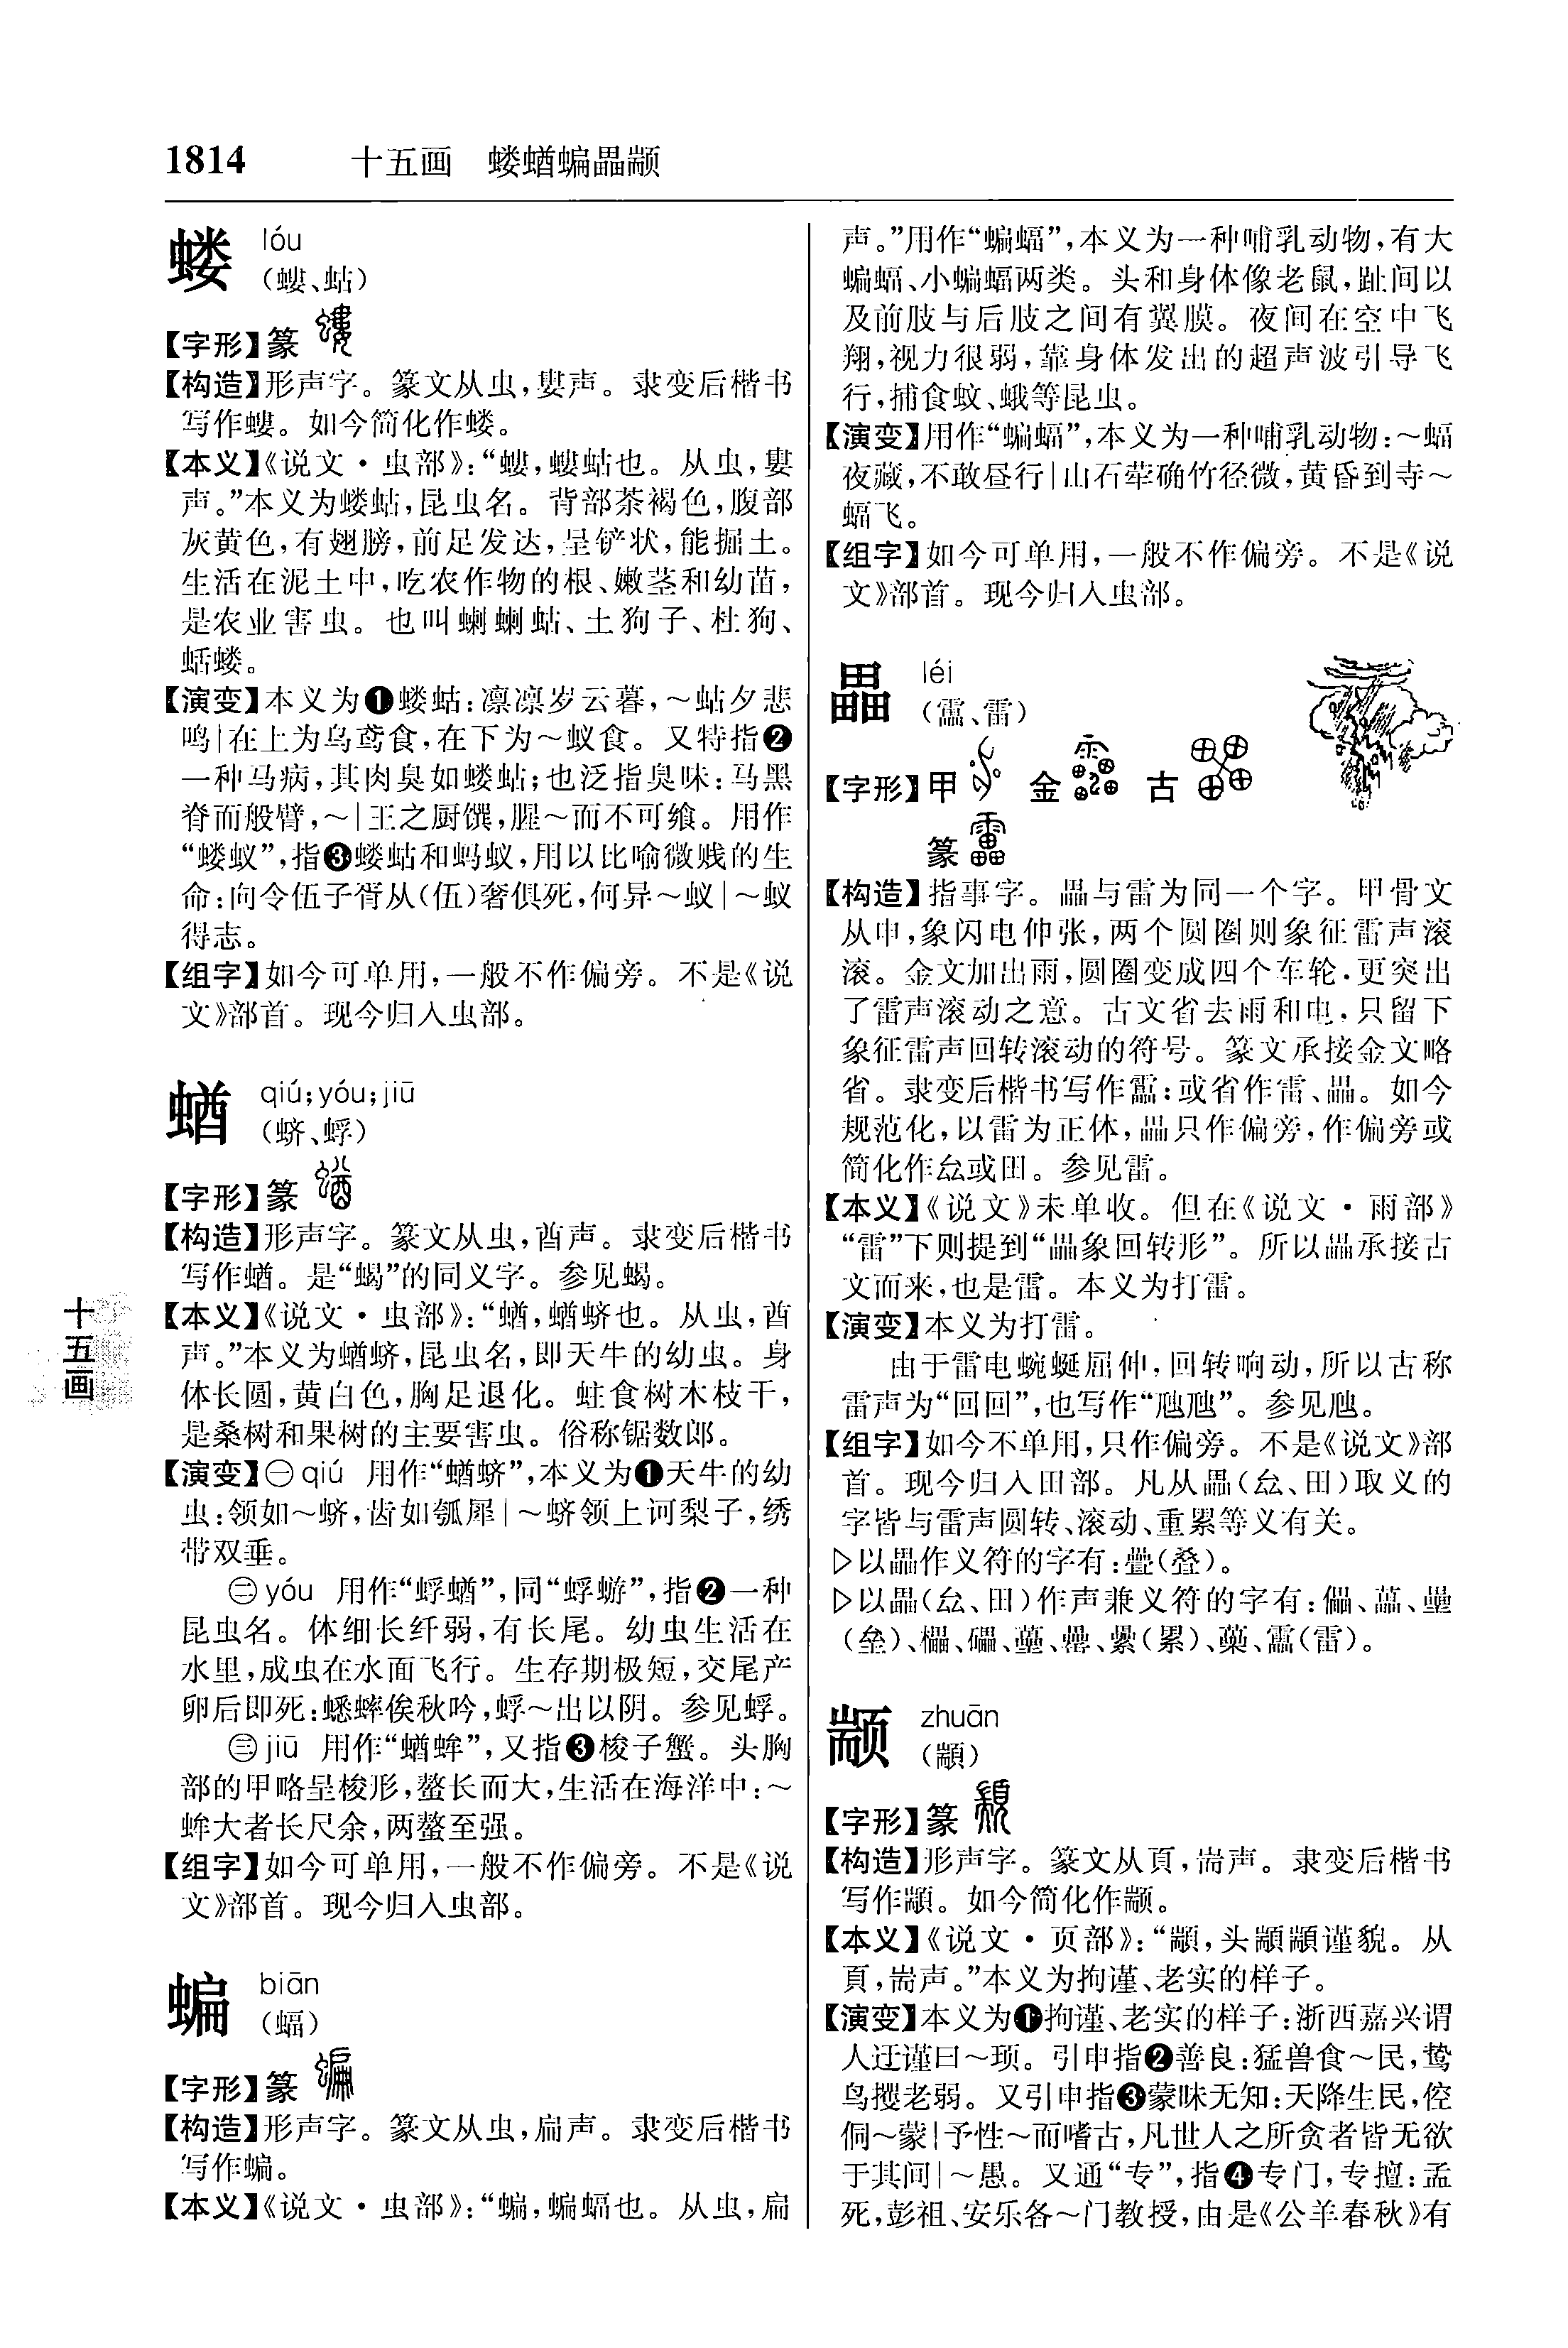 1814 十五画 蝼蝤蝙畾颛
蝼 lóu
（螻、蛄）
【字形】篆
【构造】形声字。篆文从虫，婁声。隶变后楷书
写作螻。如今简化作蝼。
【本义】《说文·虫部》：“螻，螻蛄也。从虫，婁
声。”本义为蝼蛄，昆虫名。背部茶褐色，腹部
灰黄色，有翅膀，前足发达，呈铲状，能掘土。
生活在泥土中，吃农作物的根、嫩茎和幼苗，
是农业害虫。也叫蝲蝲蛄、土狗子、杜狗、
蛞蝼。
【演变】本义为❶蝼蛄：凛凛岁云暮，～蛄夕悲
鸣|在上为乌鸢食，在下为～蚁食。又特指❷
一种马病，其肉臭如蝼蛄；也泛指臭味：马黑
脊而般臂，～|王之厨馔，腥～而不可飨。用作
“蝼蚁”，指❸蝼蛄和蚂蚁，用以比喻微贱的生
命：向令伍子胥从(伍)奢俱死，何异～蚁|～蚁
得志。
【组字】如今可单用，一般不作偏旁。不是《说
文》部首。现今归入虫部。
蝤 qiú；yóu；jiū
（蛴、蜉）
【字形】篆
【构造】形声字。篆文从虫，酋声。隶变后楷书
写作蝤。是“蝎”的同义字。参见蝎。
【本义】《说文·虫部》：“蝤，蝤蛴也。从虫，酋
声。”本义为蝤蛴，昆虫名，即天牛的幼虫。身
体长圆，黄白色，胸足退化。蛀食树木枝干，
是桑树和果树的主要害虫。俗称锯数郎。
【演变】㊀qiú 用作“蝤蛴”，本义为❶天牛的幼
虫：领如～蛴，齿如瓠犀|～蛴领上诃梨子，绣
带双垂。
㊁yóu 用作“蜉蝤”，同“蜉蝣”，指❷一种
昆虫名。体细长纤弱，有长尾。幼虫生活在
水里，成虫在水面飞行。生存期极短，交尾产
卵后即死：蟋蟀俟秋吟，蜉～出以阴。参见蜉。
㊂jiū 用作“蝤蛑”，又指❸梭子蟹。头胸
部的甲略呈梭形，螯长而大，生活在海洋中：～
蛑大者长尺余，两螯至强。
【组字】如今可单用，一般不作偏旁。不是《说
文》部首。现今归入虫部。
蝙 biān
（蝠）
【字形】篆
【构造】形声字。篆文从虫，扁声。隶变后楷书
写作蝙。
【本义】《说文·虫部》：“蝙，蝙蝠也。从虫，扁
声。”用作“蝙蝠”，本义为一种哺乳动物，有大
蝙蝠、小蝙蝠两类。头和身体像老鼠，趾间以
及前肢与后肢之间有翼膜。夜间在空中飞
翔，视力很弱，靠身体发出的超声波引导飞
行，捕食蚊、蛾等昆虫。
【演变】用作“蝙蝠”，本义为一种哺乳动物：～蝠
夜藏，不敢昼行|山石荦确竹径微，黄昏到寺～
蝠飞。
【组字】如今可单用，一般不作偏旁。不是《说
文》部首。现今归入虫部。
畾 léi
（靁、雷）
【字形】甲 金 古
篆
【构造】指事字。畾与雷为同一个字。甲骨文
从申，象闪电伸张，两个圆圈则象征雷声滚
滚。金文加出雨，圆圈变成四个车轮，更突出
了雷声滚动之意。古文省去雨和电，只留下
象征雷声回转滚动的符号。篆文承接金文略
省。隶变后楷书写作靁；或省作雷、畾。如今
规范化，以雷为正体，畾只作偏旁，作偏旁或
简化作厽或田。参见雷。
【本义】《说文》未单收。但在《说文·雨部》
“雷”下则提到“畾象回转形”。所以畾承接古
文而来，也是雷。本义为打雷。
【演变】本义为打雷。
由于雷电蜿蜒屈伸，回转响动，所以古称
雷声为“回回”，也写作“虺虺”。参见虺。
【组字】如今不单用，只作偏旁。不是《说文》部
首。现今归入田部。凡从畾(厽、田)取义的
字皆与雷声圆转、滚动、重累等义有关。
▷以畾作义符的字有：疊(叠)。
▷以畾(厽、田)作声兼义符的字有：儡、藟、壘
(垒)、櫑、礧、虆、罍、纍(累)、蘽、靁(雷)。
颛 zhuān
（顓）
【字形】篆
【构造】形声字。篆文从頁，耑声。隶变后楷书
写作顓。如今简化作颛。
【本义】《说文·页部》：“顓，头顓顓谨貌。从
頁，耑声。”本义为拘谨、老实的样子。
【演变】本义为❶拘谨、老实的样子：浙西嘉兴谓
人迂谨曰～顼。引申指❷善良：猛兽食～民，鸷
鸟攫老弱。又引申指❸蒙昧无知：天降生民，倥
侗～蒙|予性～而嗜古，凡世人之所贪者皆无欲
于其间|～愚。又通“专”，指❹专门，专擅：孟
死，彭祖、安乐各～门教授，由是《公羊春秋》有
十五画